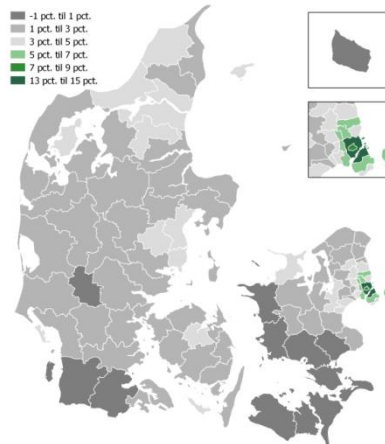 -1 pct. til 1 pct.
1 pct. til 3 pct.
3 pct. til 5 pct.
5 pct. til 7 pct.
7 pct. til 9 pct.
13 pct. til 15 pct.